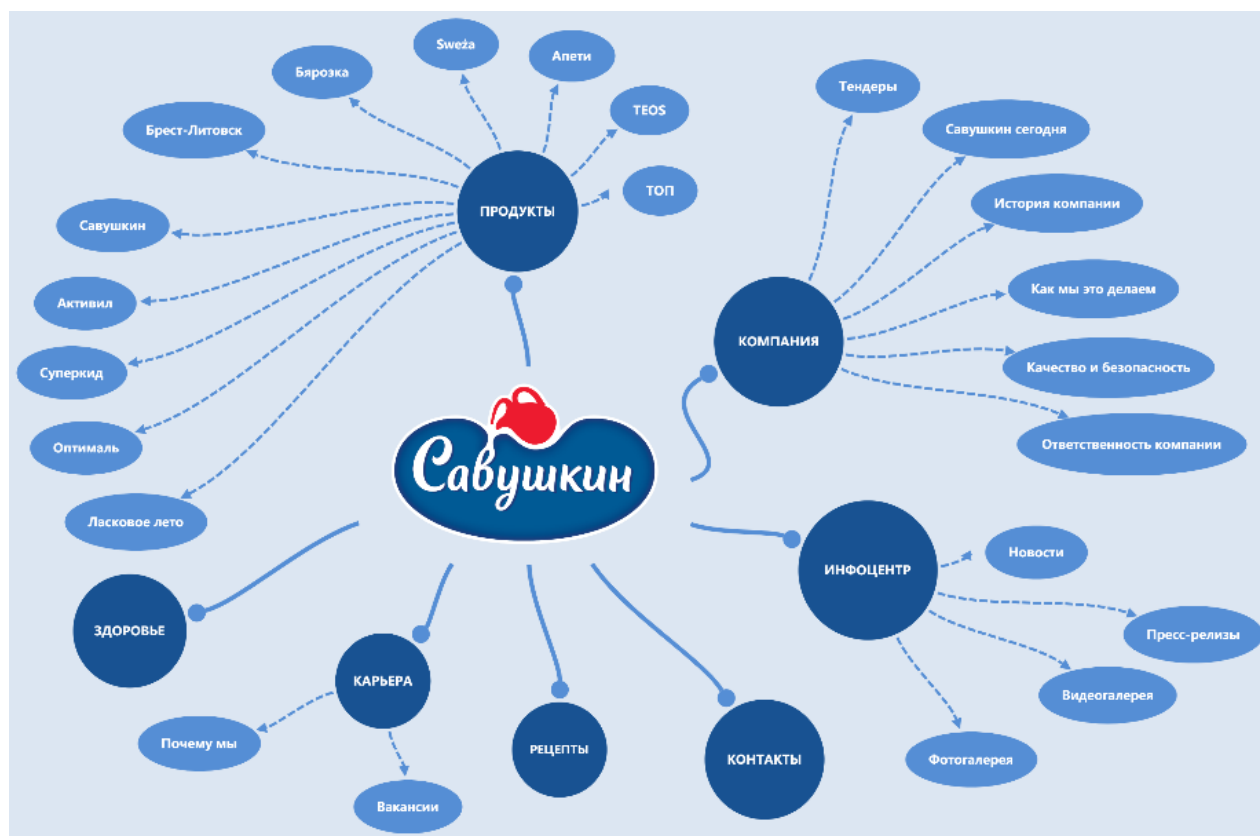 Sweża
Апети
Бярозка
TEOS
Брест-Литовск
ТОП
ПРОДУКТЫ
Савушкин
Активил
Суперкид
Оптималь
Ласковое лето
Тендеры
Савушкин сегодня
История компании
Как мы это делаем
КОМПАНИЯ
Качество и безопасность
Ответственность компании
Савушкин
Новости
ИНФОЦЕНТР
Пресс-релизы
Видеогалерея
Фотогалерея
ЗДОРОВЬЕ
КАРЬЕРА
Почему мы
Вакансии
РЕЦЕПТЫ
КОНТАКТЫ